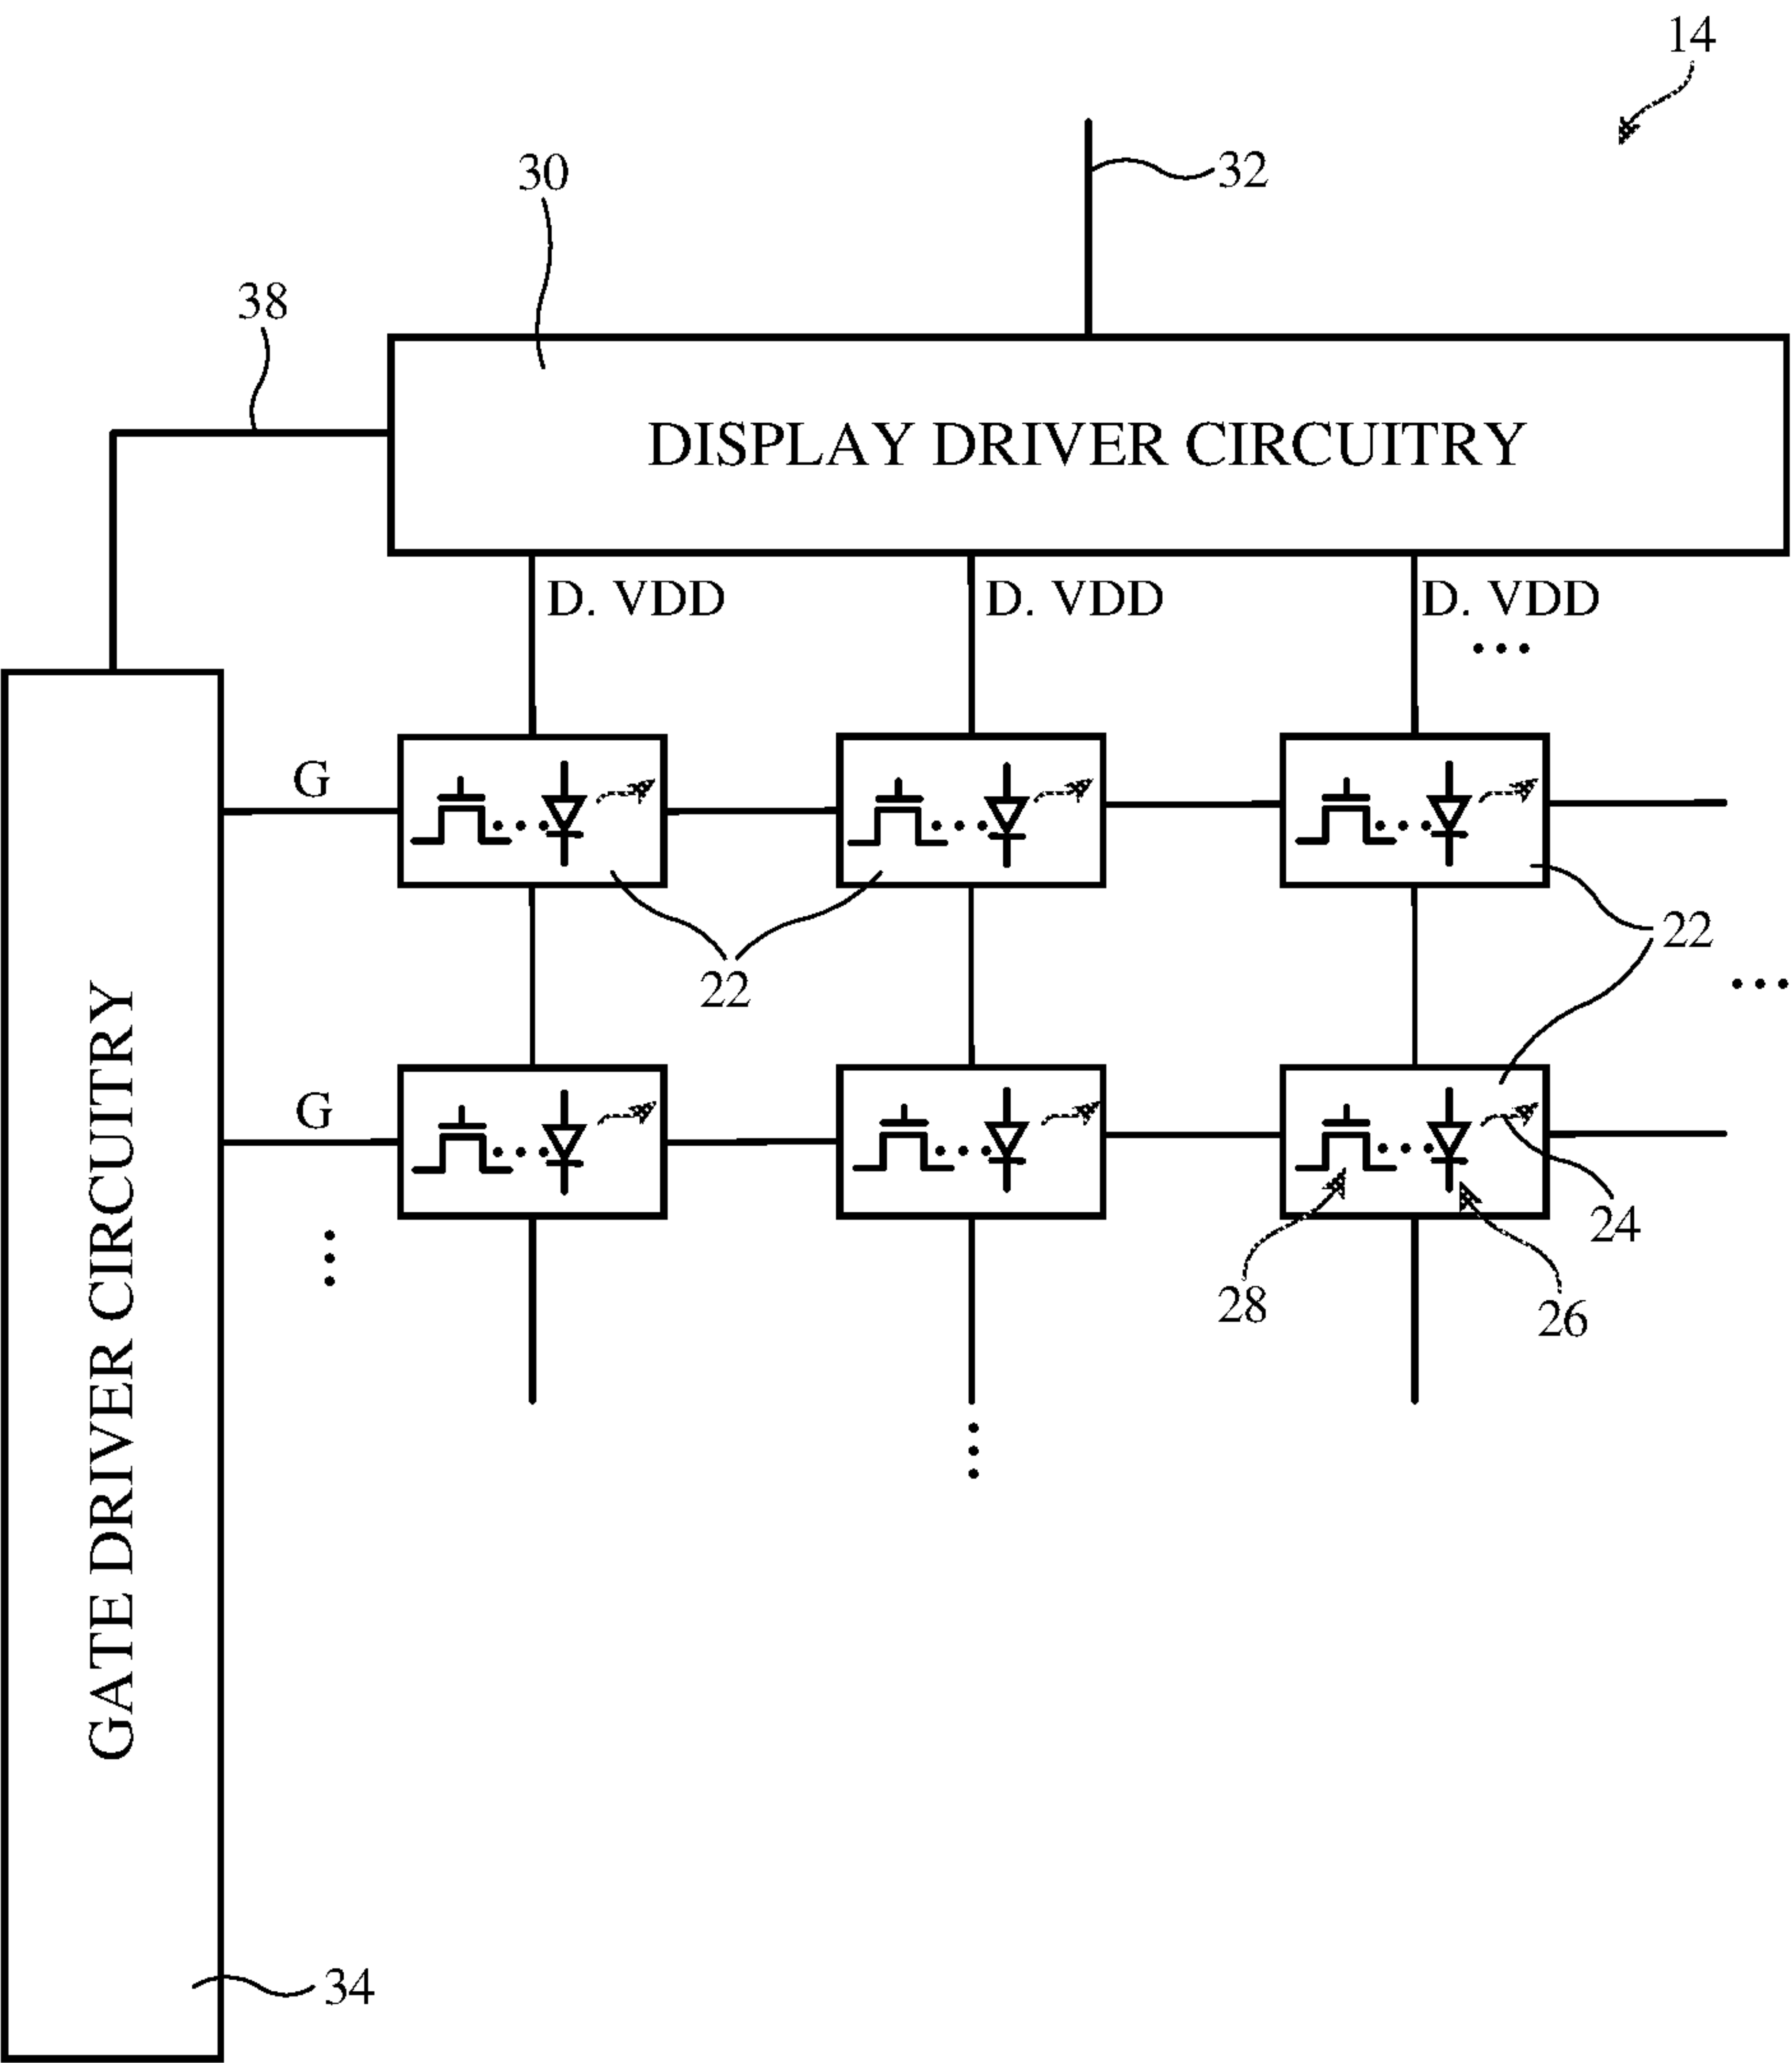 14
30
32
38
DISPLAY DRIVER CIRCUITRY
D. VDD
D. VDD
D. VDD
G
22
22
G
24
28
26
GATE DRIVER CIRCUITRY
34